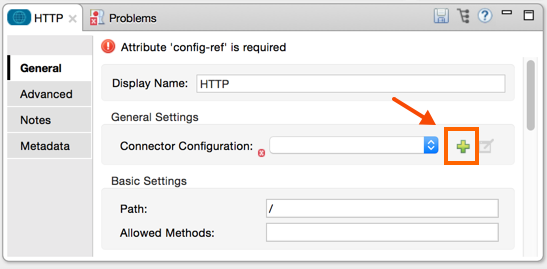 HTTP
Problems
Attribute 'config-ref' is required
General
Advanced
Notes
Metadata
Display Name: HTTP
General Settings
Connector Configuration:
Basic Settings
Path: /
Allowed Methods: